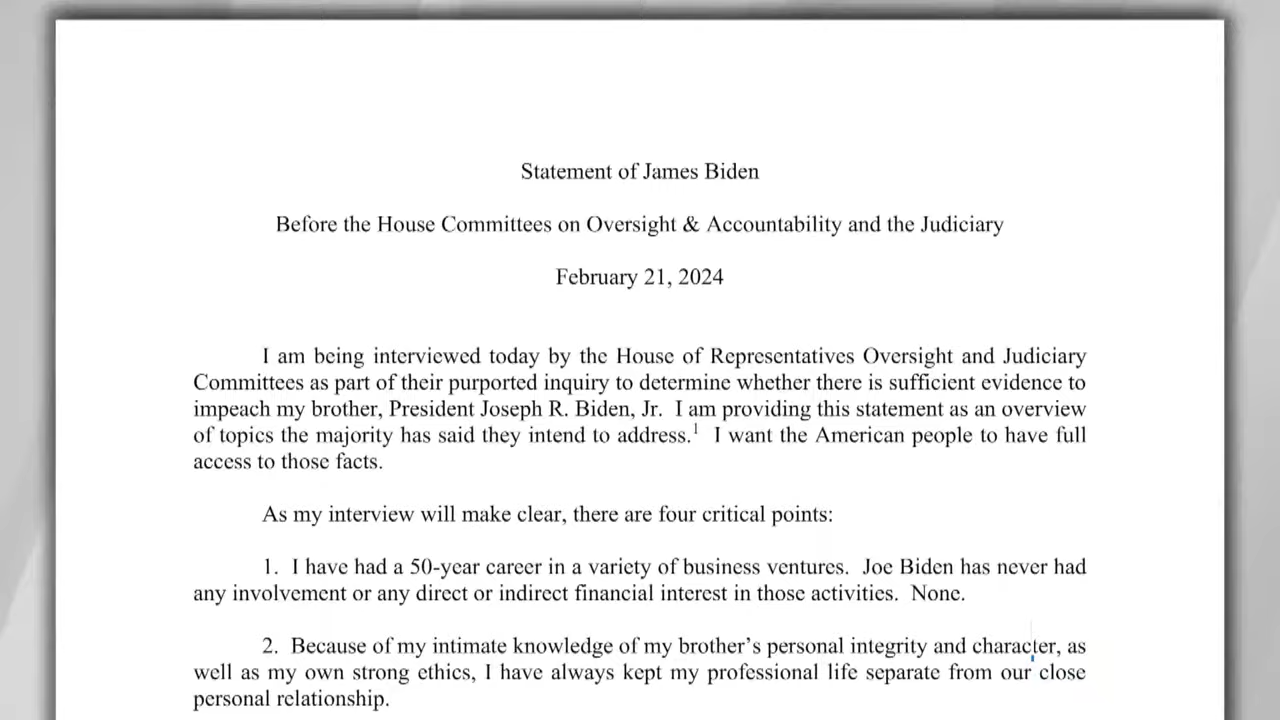 Statement of James Biden
Before the House Committees on Oversight & Accountability and the Judiciary
February 21, 2024
I am being interviewed today by the House of Representatives Oversight and Judiciary
Committees as part of their purported inquiry to determine whether there is sufficient evidence to
impeach my brother, President Joseph R. Biden, Jr.  I am providing this statement as an overview
of topics the majority has said they intend to address.1  I want the American people to have full
access to those facts.
As my interview will make clear, there are four critical points:
1.  I have had a 50-year career in a variety of business ventures.  Joe Biden has never had
any involvement or any direct or indirect financial interest in those activities.  None.
2.  Because of my intimate knowledge of my brother's personal integrity and character, as
well as my own strong ethics, I have always kept my professional life separate from our close
personal relationship.